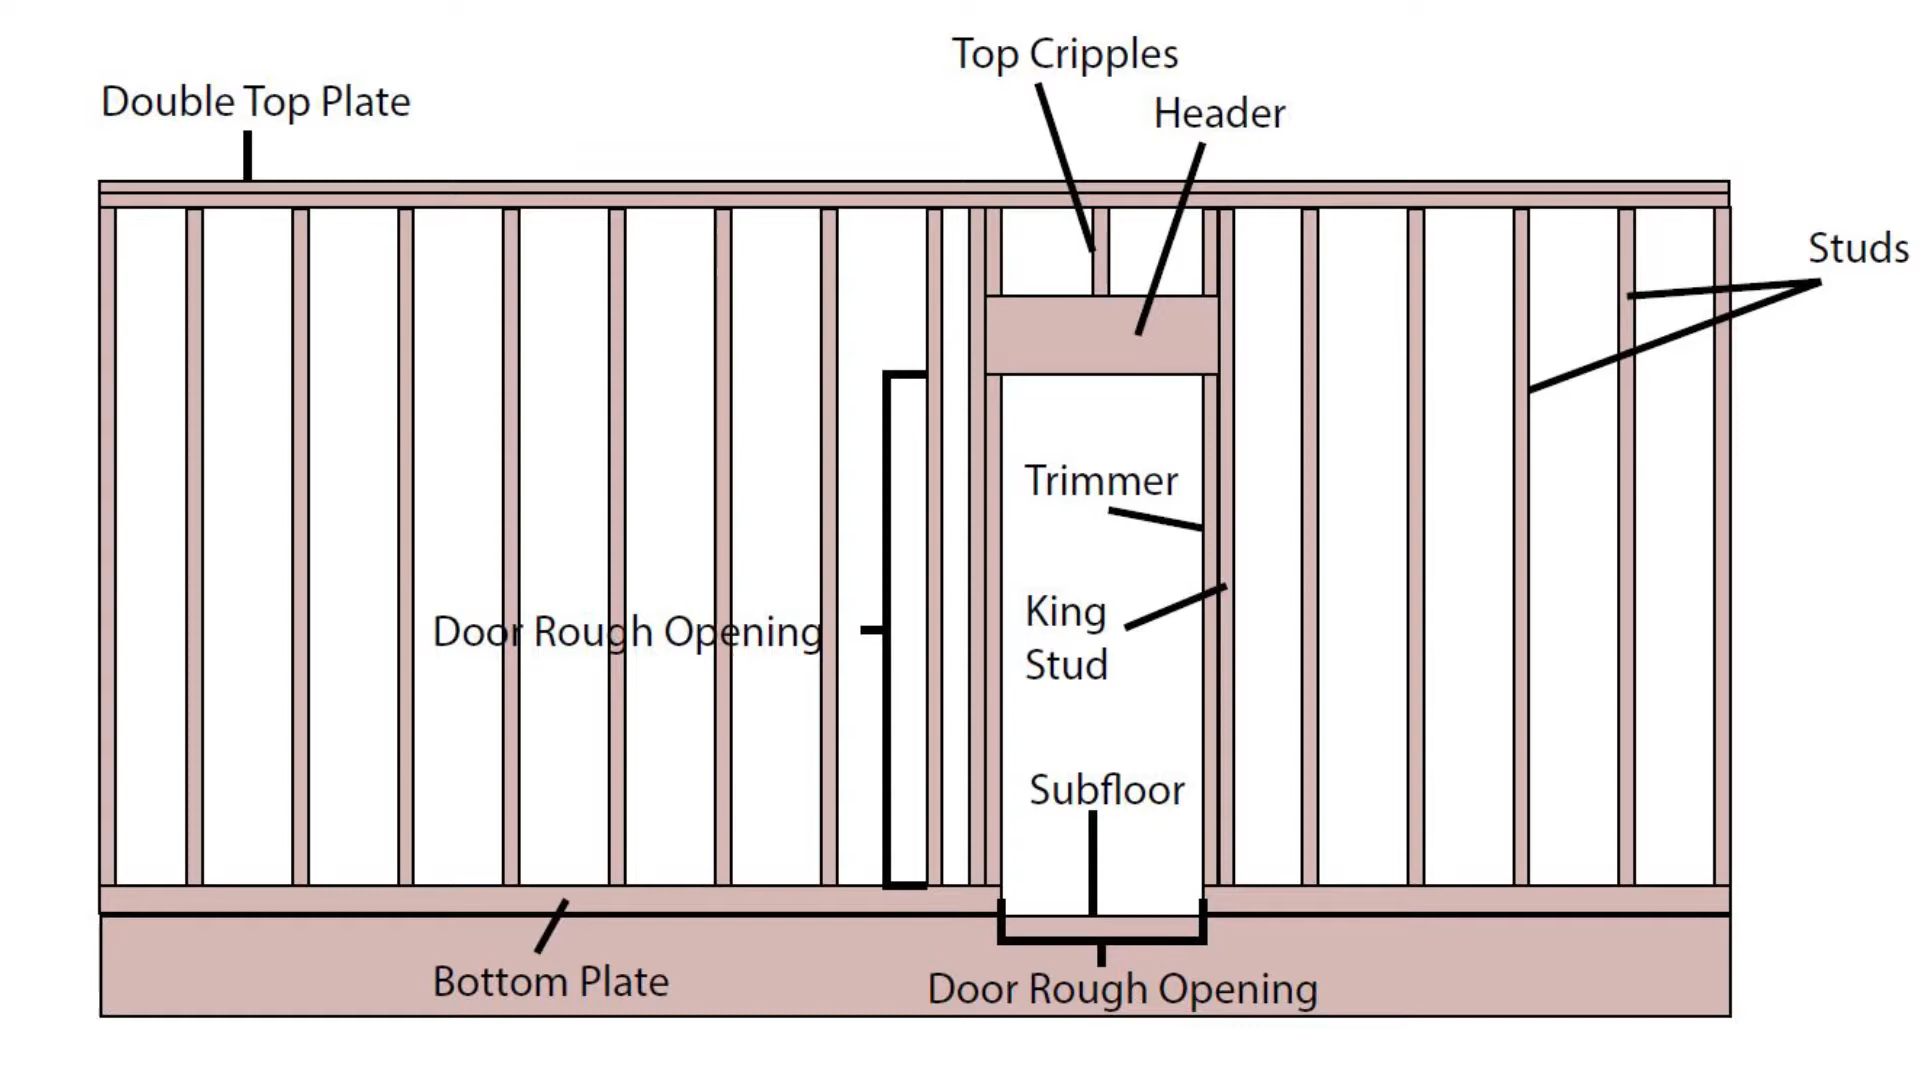 Top Cripples
Double Top Plate
Header
Studs
Trimmer
King
Stud
Door Rough Opening
Subfloor
Bottom Plate
Door Rough Opening